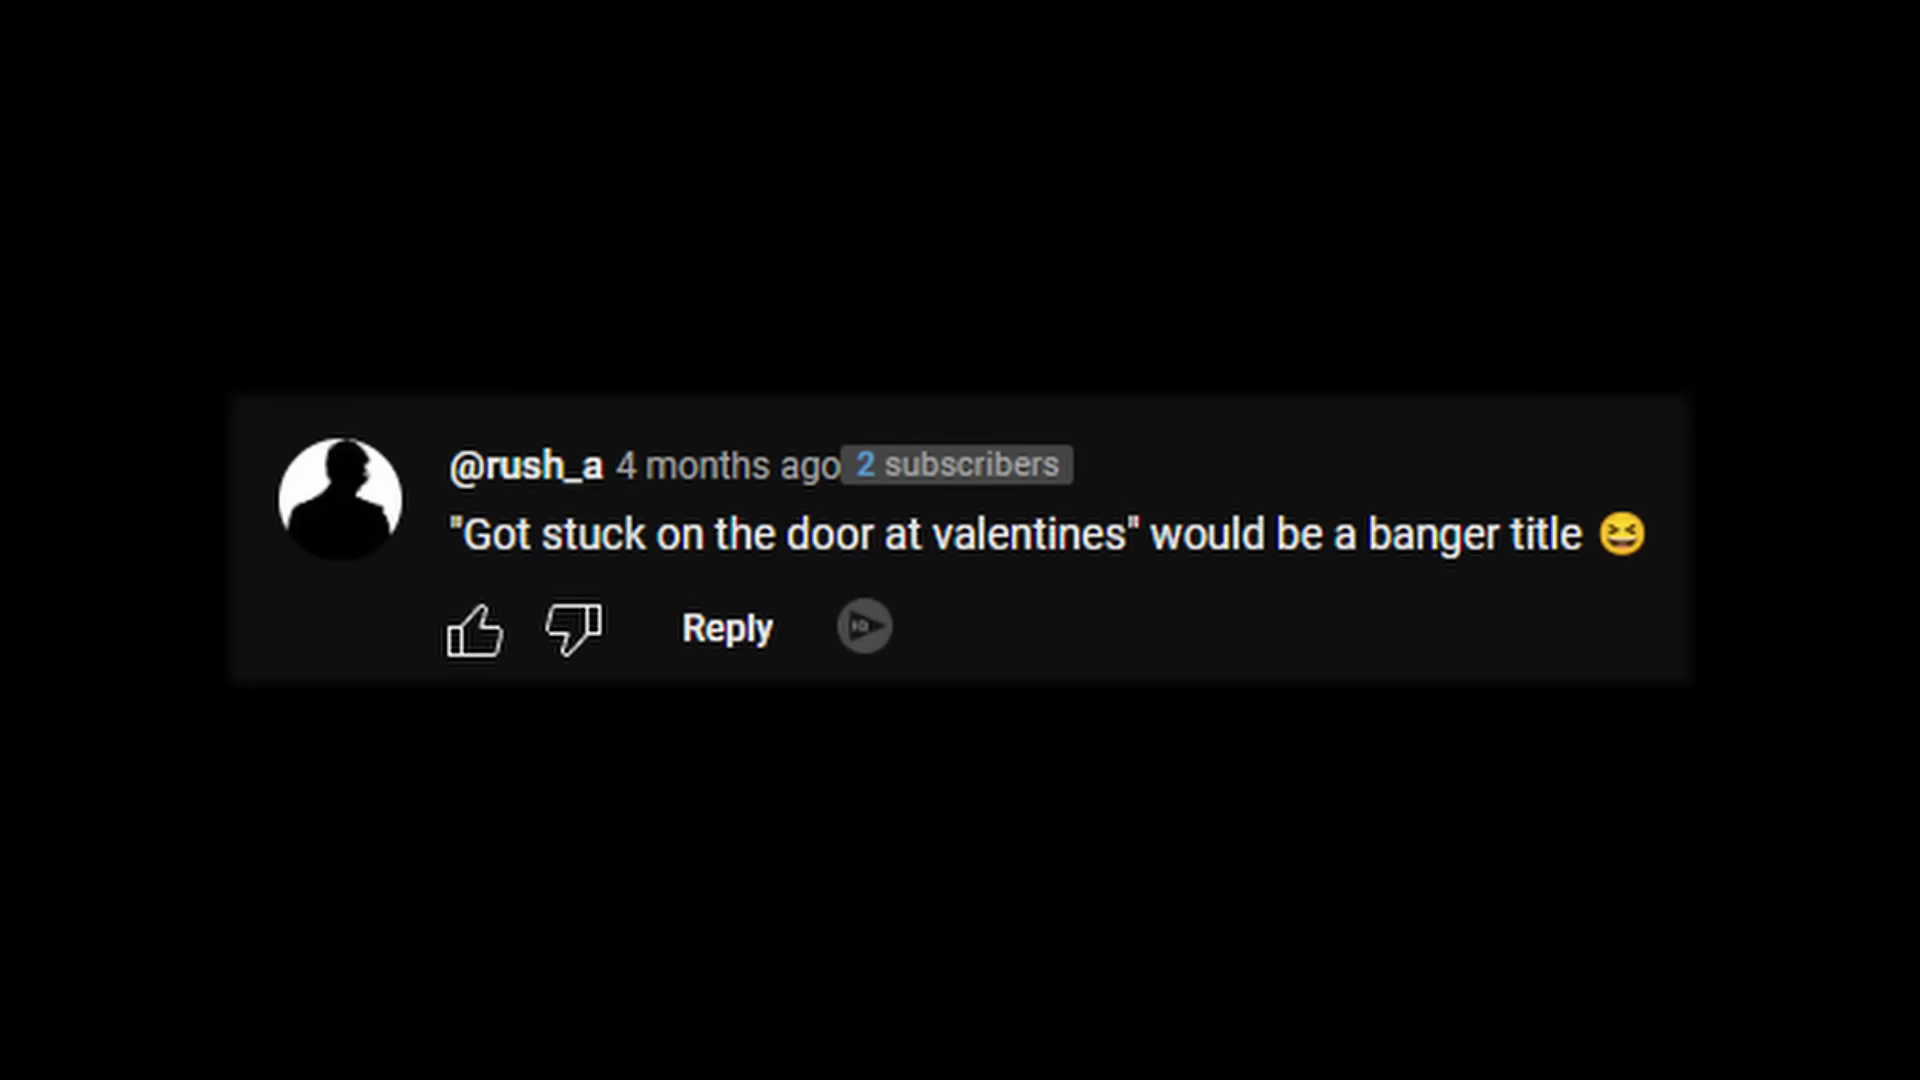 @rush_a 4 months ago 2 subscribers
"Got stuck on the door at valentines" would be a banger title 😆
Reply